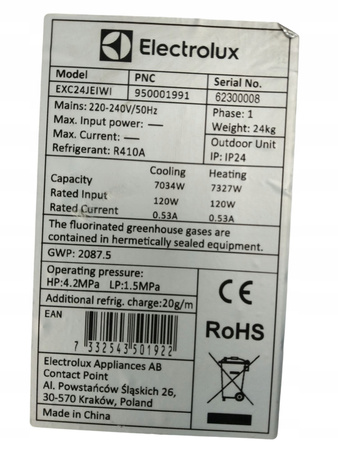 Electrolux
Model PNC Serial No.
EXC24JEIWI 950001991 62300008
Mains: 220-240V/50Hz Phase: 1
Max. Input power: — Weight: 24kg
Max. Current: — Outdoor Unit
Refrigerant: R410A IP: IP24
Cooling Heating
Capacity 7034W 7327W
Rated Input 120W 120W
Rated Current 0.53A 0.53A
The fluorinated greenhouse gases are
contained in hermetically sealed equipment.
GWP: 2087.5
Operating pressure:
HP:4.2MPa LP:1.5MPa
Additional refrig. charge:20g/m
CE
RoHS
EAN
7 332543 501922
Electrolux Appliances AB
Contact Point
Al. Powstańców Śląskich 26,
30-570 Kraków, Poland
Made in China